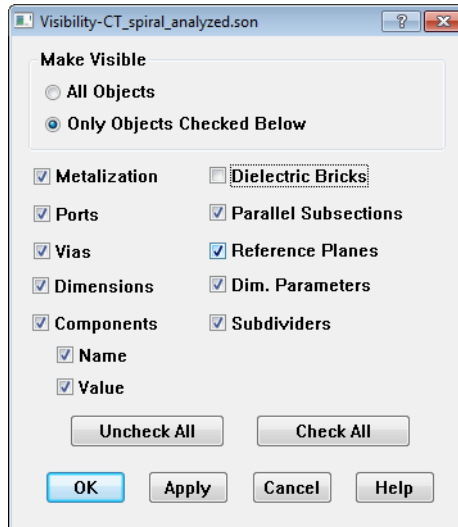 Visibility-CT_spiral_analyzed.son
Make Visible
All Objects
Only Objects Checked Below
Metalization
Dielectric Bricks
Ports
Parallel Subsections
Vias
Reference Planes
Dimensions
Dim. Parameters
Components
Subdividers
Name
Value
Uncheck All
Check All
OK
Apply
Cancel
Help